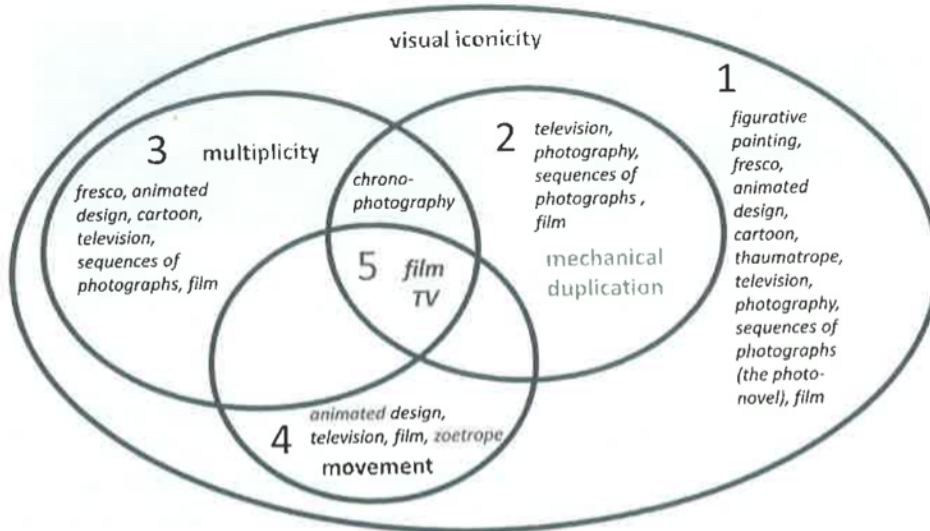 visual iconicity
1
figurative
painting,
fresco,
animated
design,
cartoon,
thaumatrope,
television,
photography,
sequences of
photographs
(the photo-
novel), film
3 multiplicity
fresco, animated
design, cartoon,
television,
sequences of
photographs, film
chrono-
photography
2
television,
photography,
sequences of
photographs ,
film
mechanical
duplication
5 film
TV
4
animated design,
television, film, zoetrope
movement